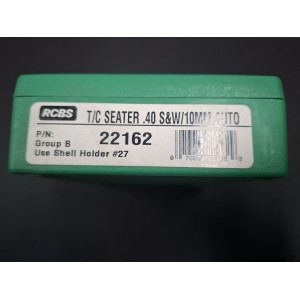 RCBS
T/C SEATER .40 S&W/10MM AUTO
P/N:
22162
Group B
Use Shell Holder #27